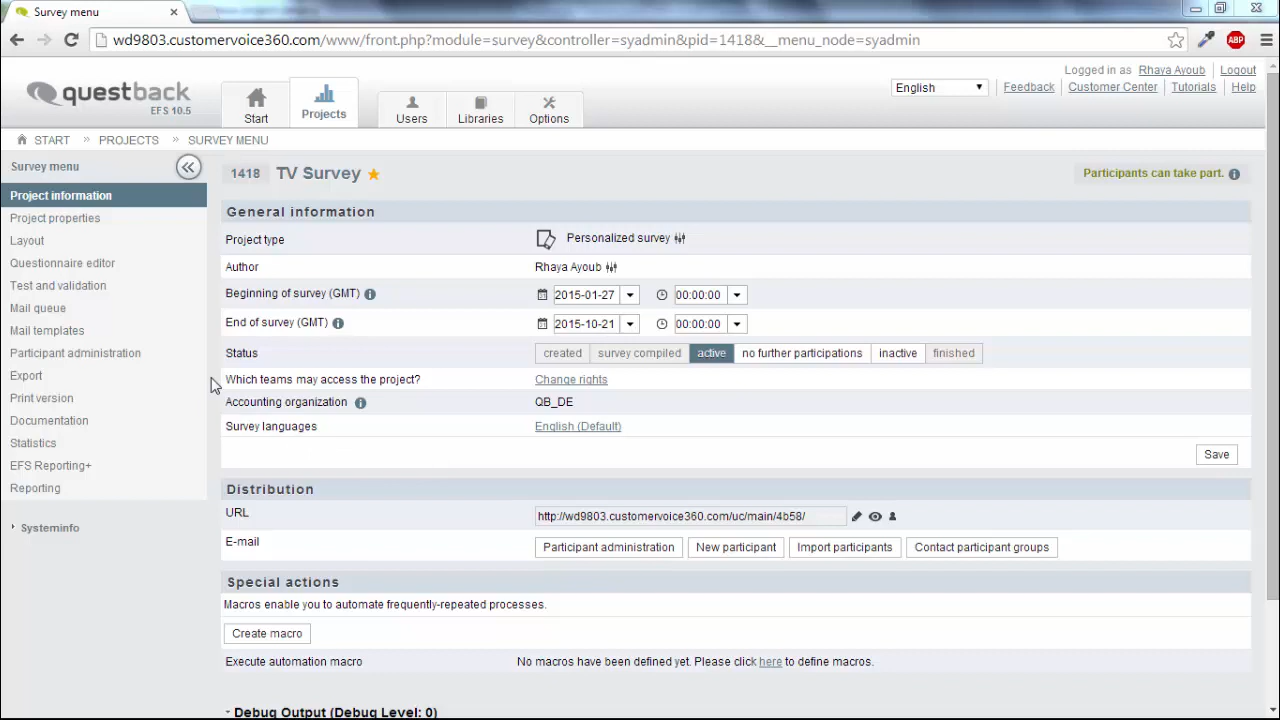 Survey menu
wd9803.customervoice360.com/www/front.php?module=survey&controller=syadmin&pid=1418&__menu_node=syadmin
ABP
Logged in as Rhaya Ayoub Logout
questback
EFS 10.5
Start
Projects
Users
Libraries
Options
English
Feedback Customer Center Tutorials Help
START » PROJECTS » SURVEY MENU
Survey menu
Project information
Project properties
Layout
Questionnaire editor
Test and validation
Mail queue
Mail templates
Participant administration
Export
Print version
Documentation
Statistics
EFS Reporting+
Reporting
Systeminfo
1418 TV Survey
Participants can take part.
General information
Project type Personalized survey
Author Rhaya Ayoub
Beginning of survey (GMT) 2015-01-27 00:00:00
End of survey (GMT) 2015-10-21 00:00:00
Status created survey compiled active no further participations inactive finished
Which teams may access the project? Change rights
Accounting organization QB_DE
Survey languages English (Default)
Save
Distribution
URL http://wd9803.customervoice360.com/uc/main/4b58/
E-mail Participant administration New participant Import participants Contact participant groups
Special actions
Macros enable you to automate frequently-repeated processes.
Create macro
Execute automation macro No macros have been defined yet. Please click here to define macros.
Debug Output (Debug Level: 0)